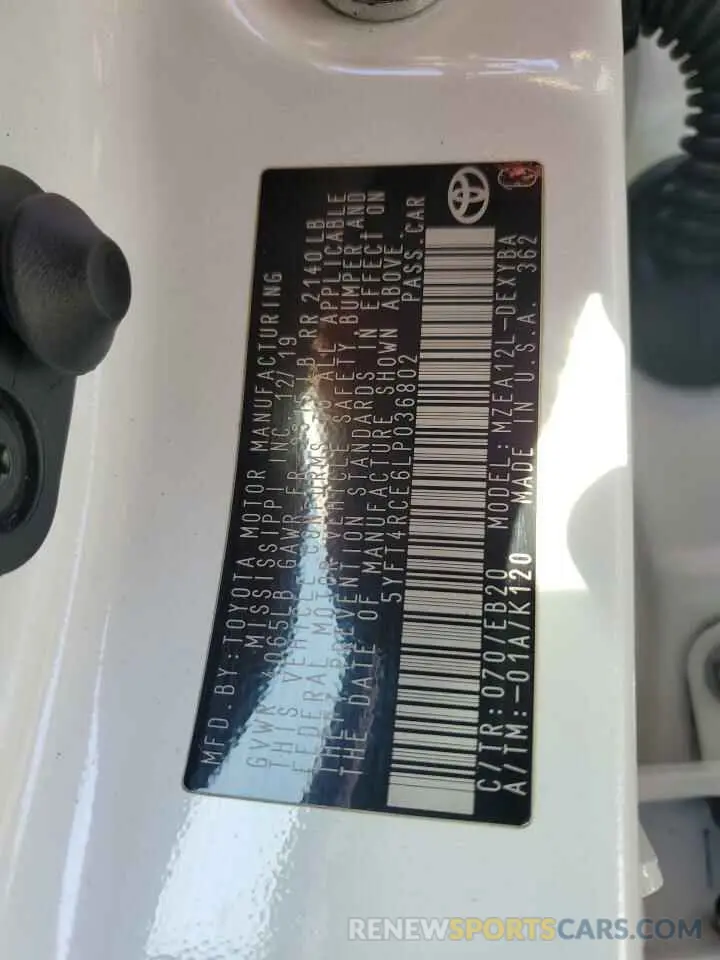 MFD.BY:TOYOTA MOTOR MANUFACTURING
MISSISSIPPI INC. 12/19
GVWR 4065LB GAWR FR LB RR 2140LB
THIS VEHICLE CONFORMS TO ALL APPLICABLE
FEDERAL MOTOR VEHICLE SAFETY, BUMPER AND
THEFT PREVENTION STANDARDS IN EFFECT ON
THE DATE OF MANUFACTURE SHOWN ABOVE.
5YFT4RCE6LP036802 PASS.CAR
C/TR:070/EB20 MODEL:MZEA12L-DEXYBA
A/TM:-01A/K120 MADE IN U.S.A. 362
RENEWSPORTSCARS.COM